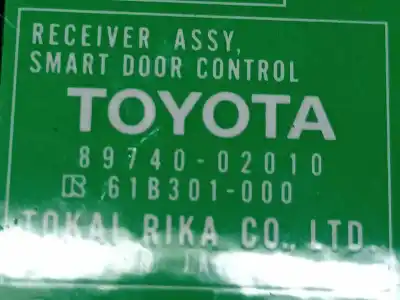 RECEIVER ASSY,
SMART DOOR CONTROL
TOYOTA
89740-02010
61B301-000
TOKAI RIKA CO., LTD